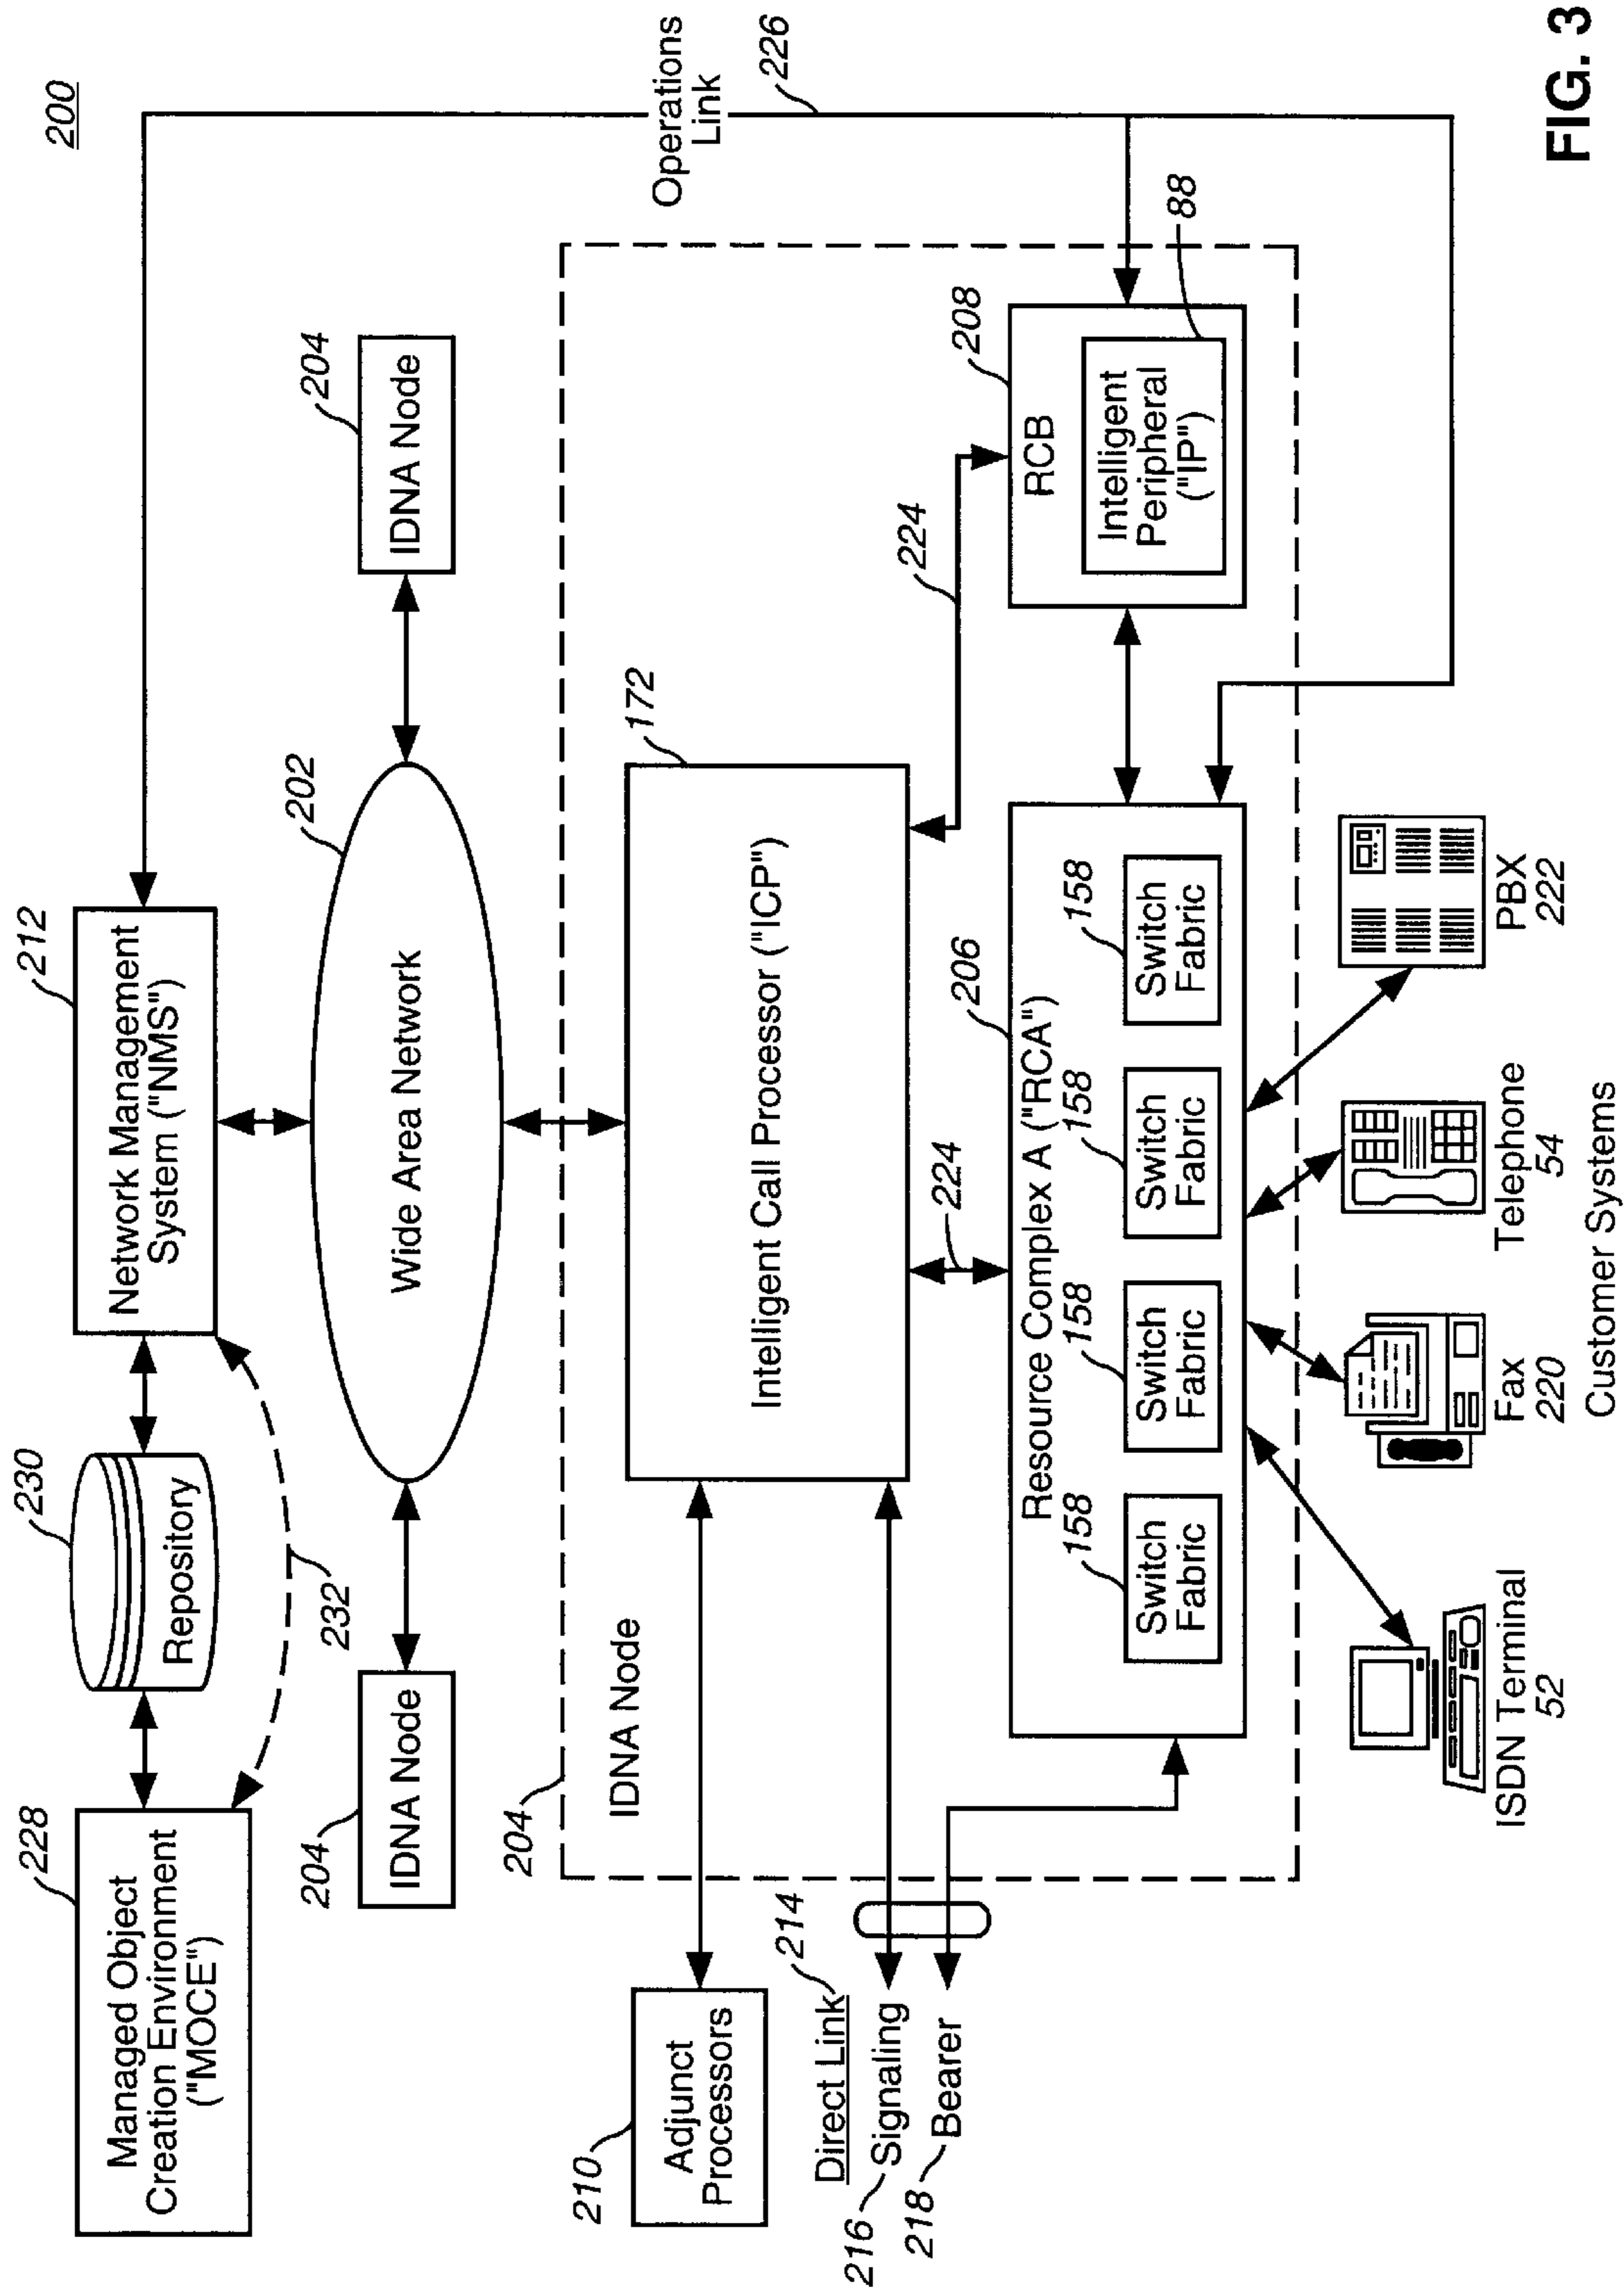 200
228
Managed Object
Creation Environment
("MOCE")
230
Repository
212
Network Management
System ("NMS")
232
204
IDNA Node
202
Wide Area Network
204
IDNA Node
Operations
Link
226
204
IDNA Node
210
Adjunct
Processors
172
Intelligent Call Processor ("ICP")
Direct Link
214
216
Signaling
218
Bearer
224
224
206
Resource Complex A ("RCA")
158
Switch
Fabric
158
Switch
Fabric
158
Switch
Fabric
158
Switch
Fabric
208
RCB
Intelligent
Peripheral
("IP")
88
ISDN Terminal
52
Fax
220
Telephone
54
PBX
222
Customer Systems
FIG. 3